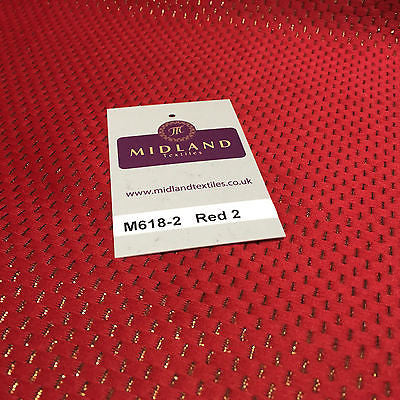 MIDLAND
Textiles
www.midlandtextiles.co.uk
M618-2 Red 2